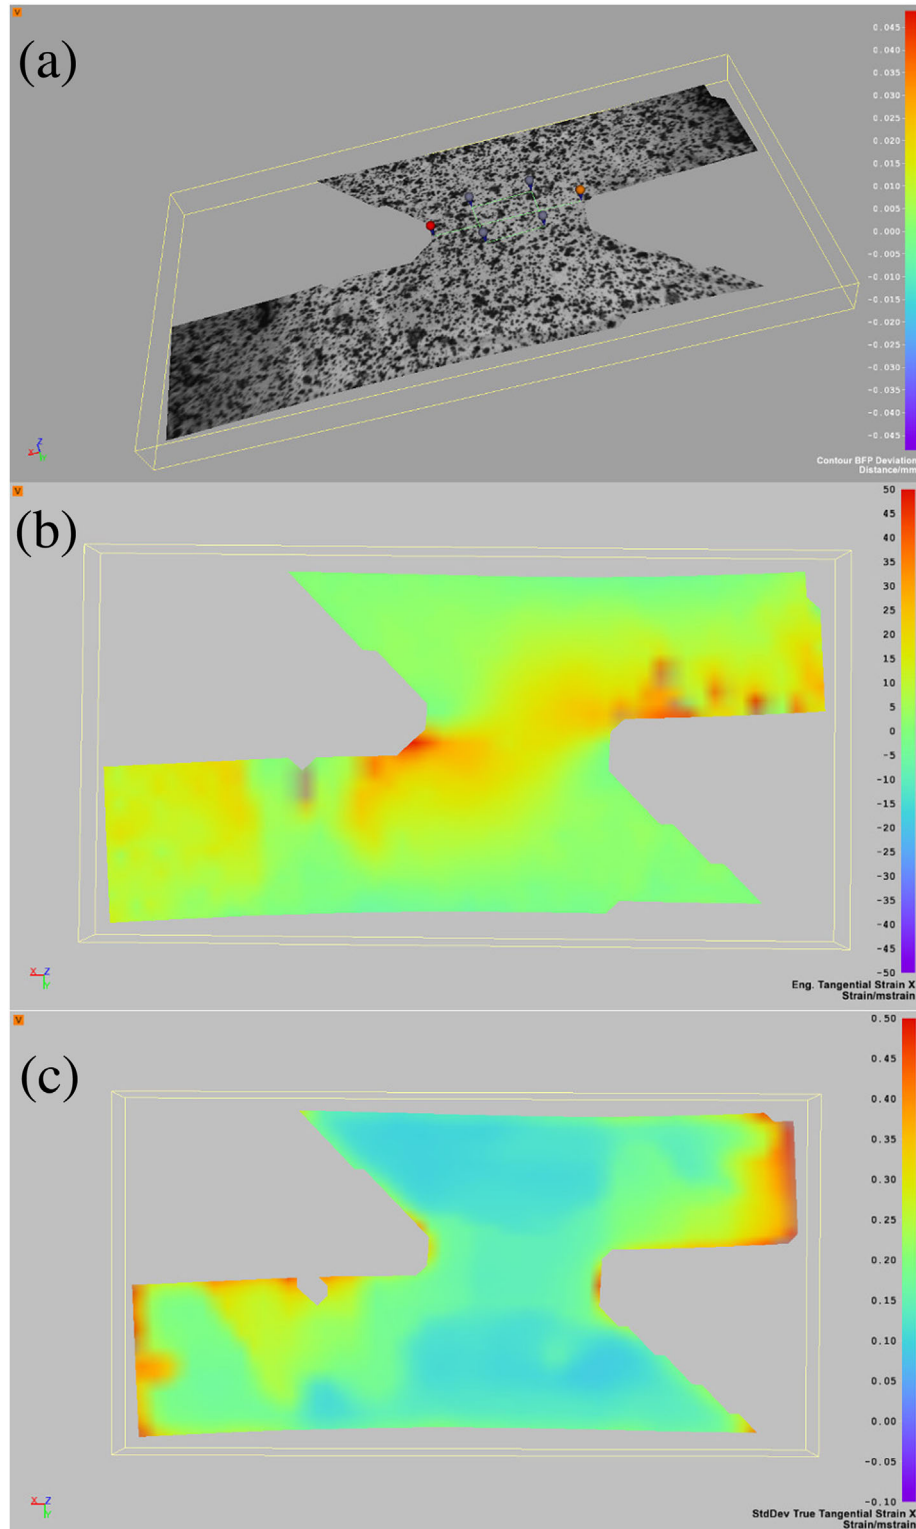 V
(a)
0.045
0.040
0.035
0.030
0.025
0.020
0.015
0.010
0.005
0.000
-0.005
-0.010
-0.015
-0.020
-0.025
-0.030
-0.035
-0.040
-0.045
Z
X
Y
Contour BFP Deviation
Distance/mm
V
(b)
50
45
40
35
30
25
20
15
10
5
0
-5
-10
-15
-20
-25
-30
-35
-40
-45
-50
X Z
Y
Eng. Tangential Strain X
Strain/mstrain
V
(c)
0.50
0.45
0.40
0.35
0.30
0.25
0.20
0.15
0.10
0.05
0.00
-0.05
-0.10
X Z
Y
StdDev True Tangential Strain X
Strain/mstrain